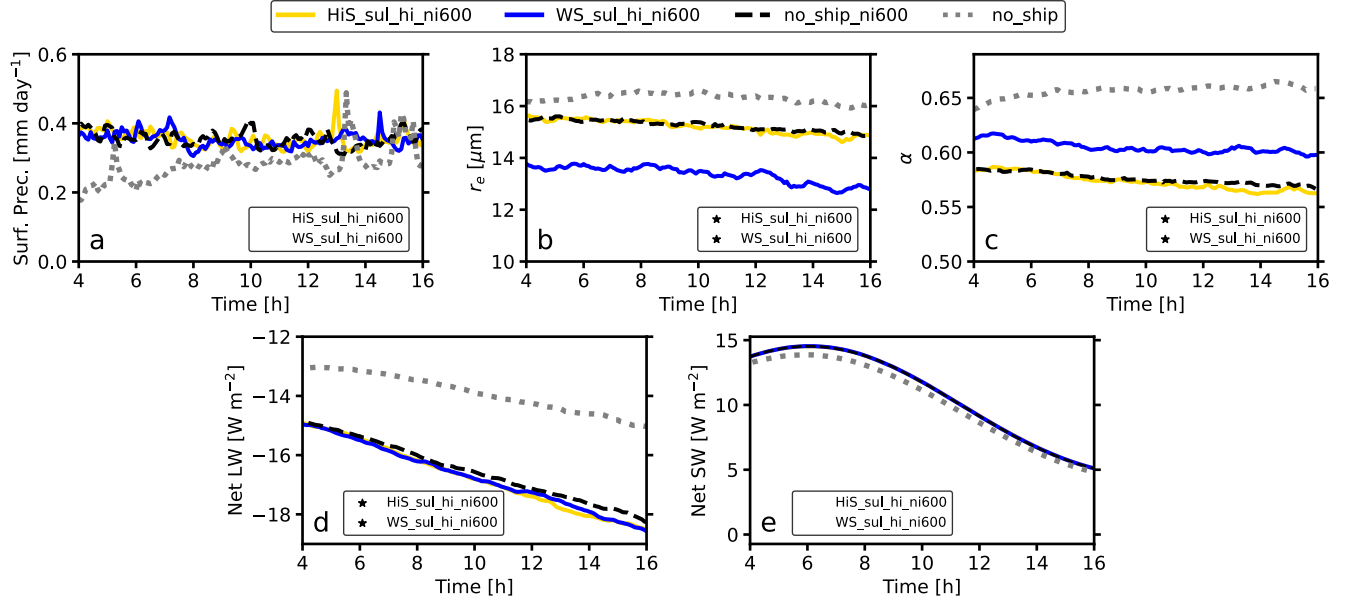 HiS_sul_hi_ni600 WS_sul_hi_ni600 no_ship_ni600 no_ship
Surf. Prec. [mm day⁻¹]
0.6
0.4
0.2
0.0
a
HiS_sul_hi_ni600
WS_sul_hi_ni600
4 6 8 10 12 14 16
Time [h]
r_e [μm]
18
16
14
12
10
b
★ HiS_sul_hi_ni600
★ WS_sul_hi_ni600
4 6 8 10 12 14 16
Time [h]
α
0.65
0.60
0.55
0.50
c
★ HiS_sul_hi_ni600
★ WS_sul_hi_ni600
4 6 8 10 12 14 16
Time [h]
Net LW [W m⁻²]
−12
−14
−16
−18
d
★ HiS_sul_hi_ni600
★ WS_sul_hi_ni600
4 6 8 10 12 14 16
Time [h]
Net SW [W m⁻²]
15
10
5
0
e
HiS_sul_hi_ni600
WS_sul_hi_ni600
4 6 8 10 12 14 16
Time [h]